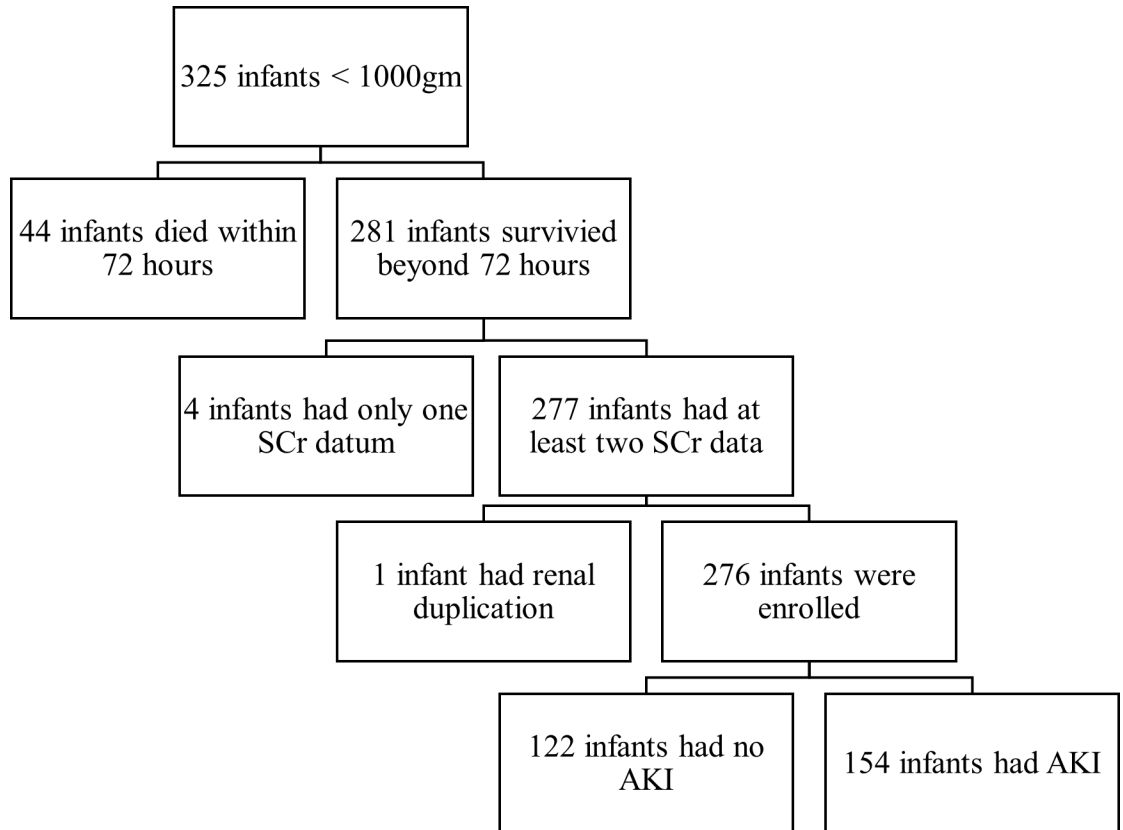 325 infants < 1000gm
44 infants died within
72 hours
281 infants survivied
beyond 72 hours
4 infants had only one
SCr datum
277 infants had at
least two SCr data
1 infant had renal
duplication
276 infants were
enrolled
122 infants had no
AKI
154 infants had AKI